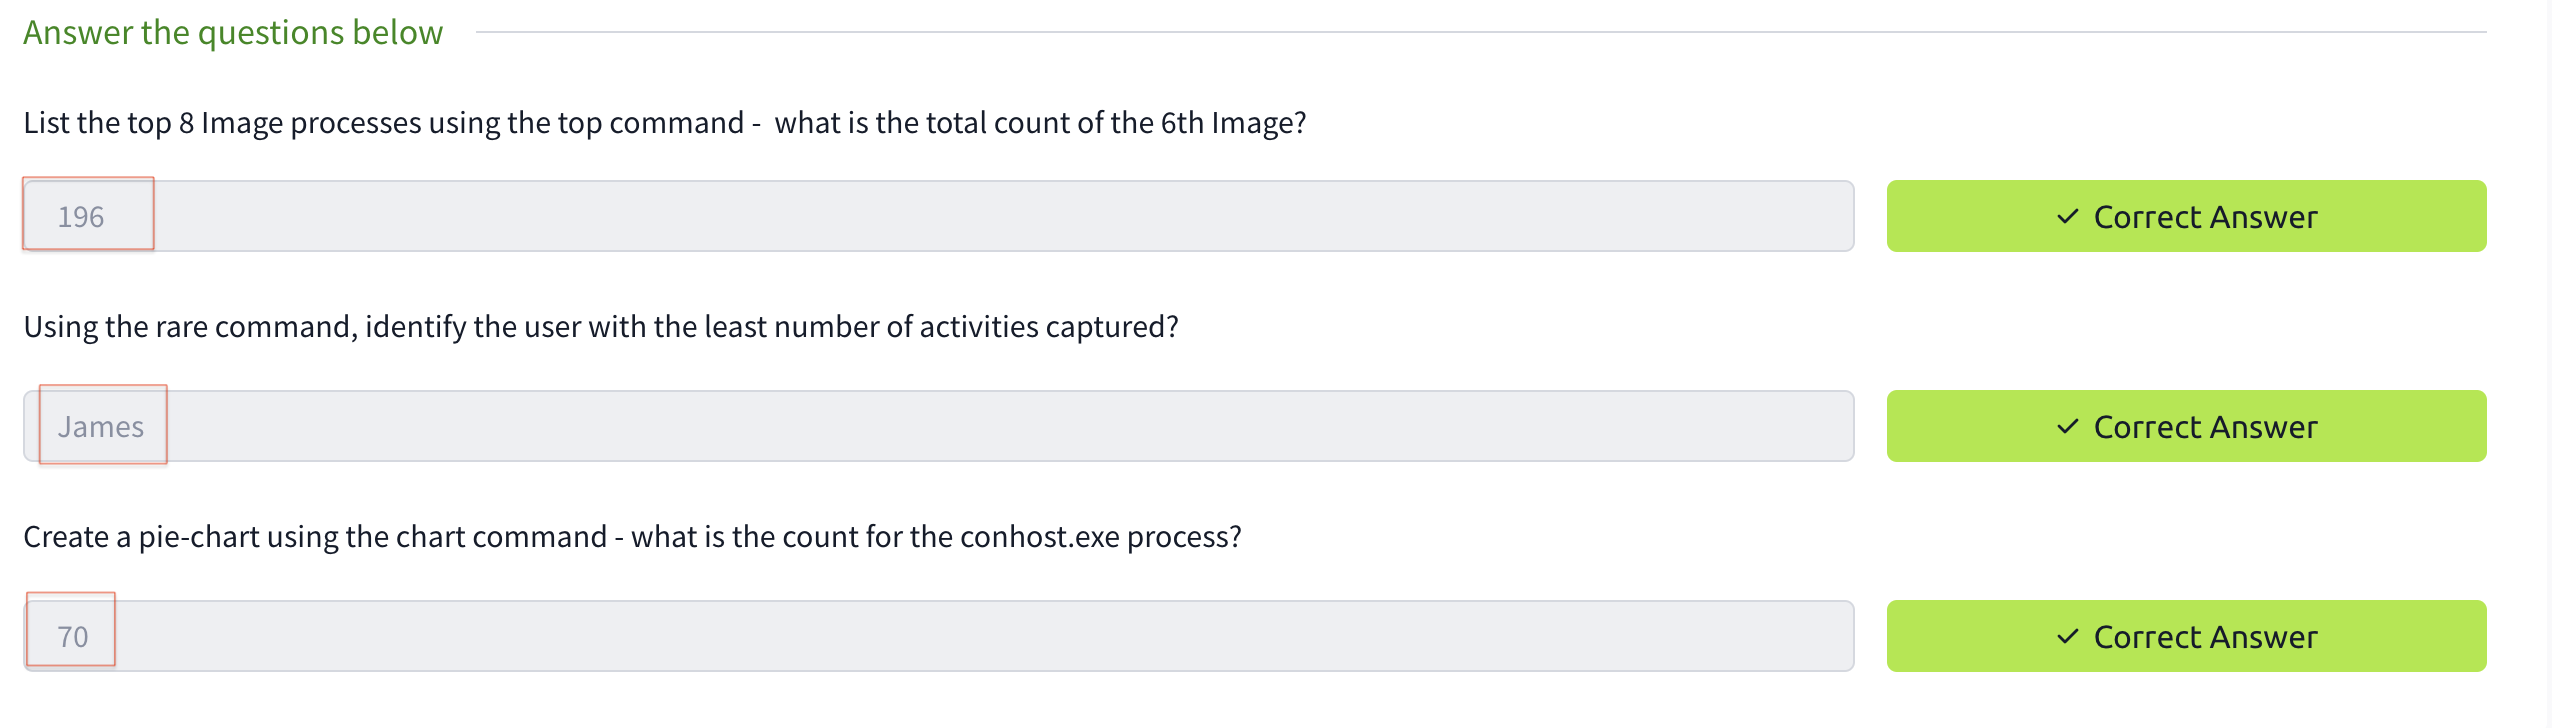 Answer the questions below
List the top 8 Image processes using the top command - what is the total count of the 6th Image?
196
✓ Correct Answer
Using the rare command, identify the user with the least number of activities captured?
James
✓ Correct Answer
Create a pie-chart using the chart command - what is the count for the conhost.exe process?
70
✓ Correct Answer